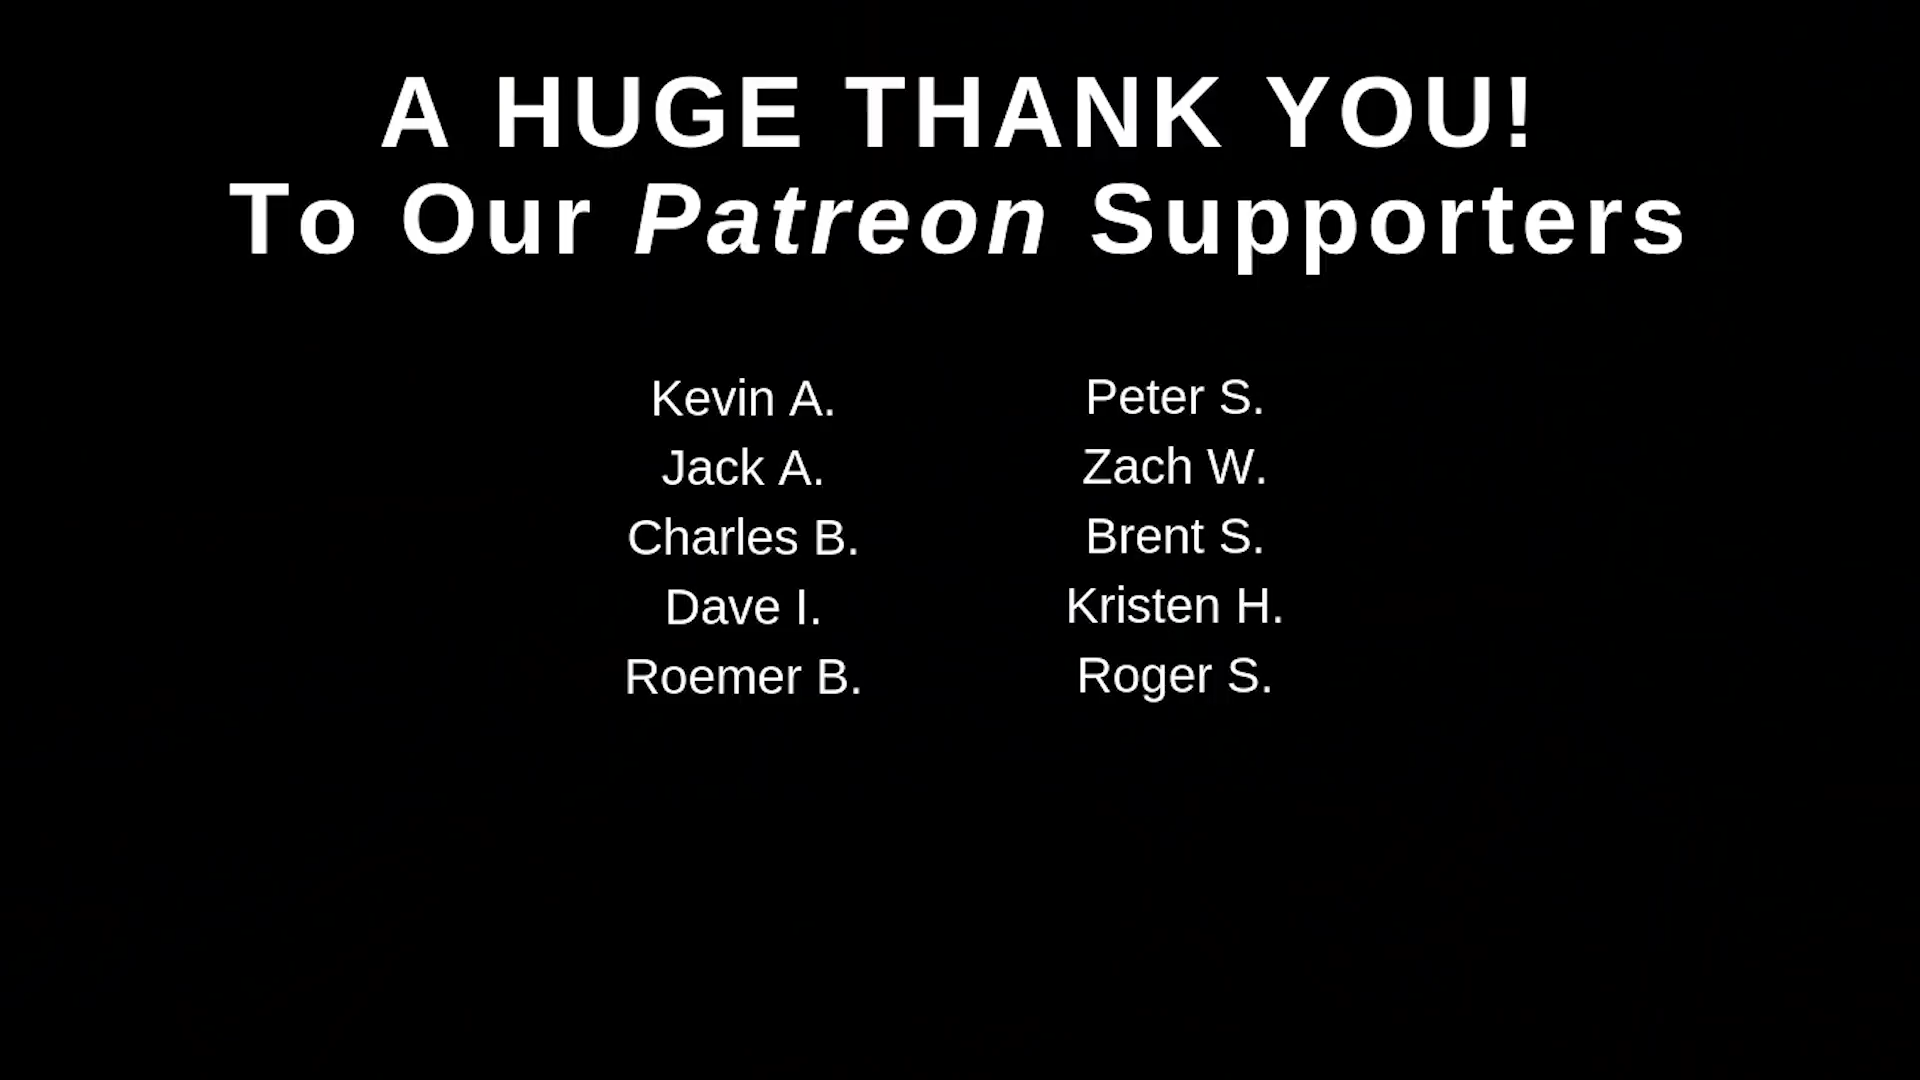 A HUGE THANK YOU!
To Our Patreon Supporters
Kevin A.
Jack A.
Charles B.
Dave I.
Roemer B.
Peter S.
Zach W.
Brent S.
Kristen H.
Roger S.